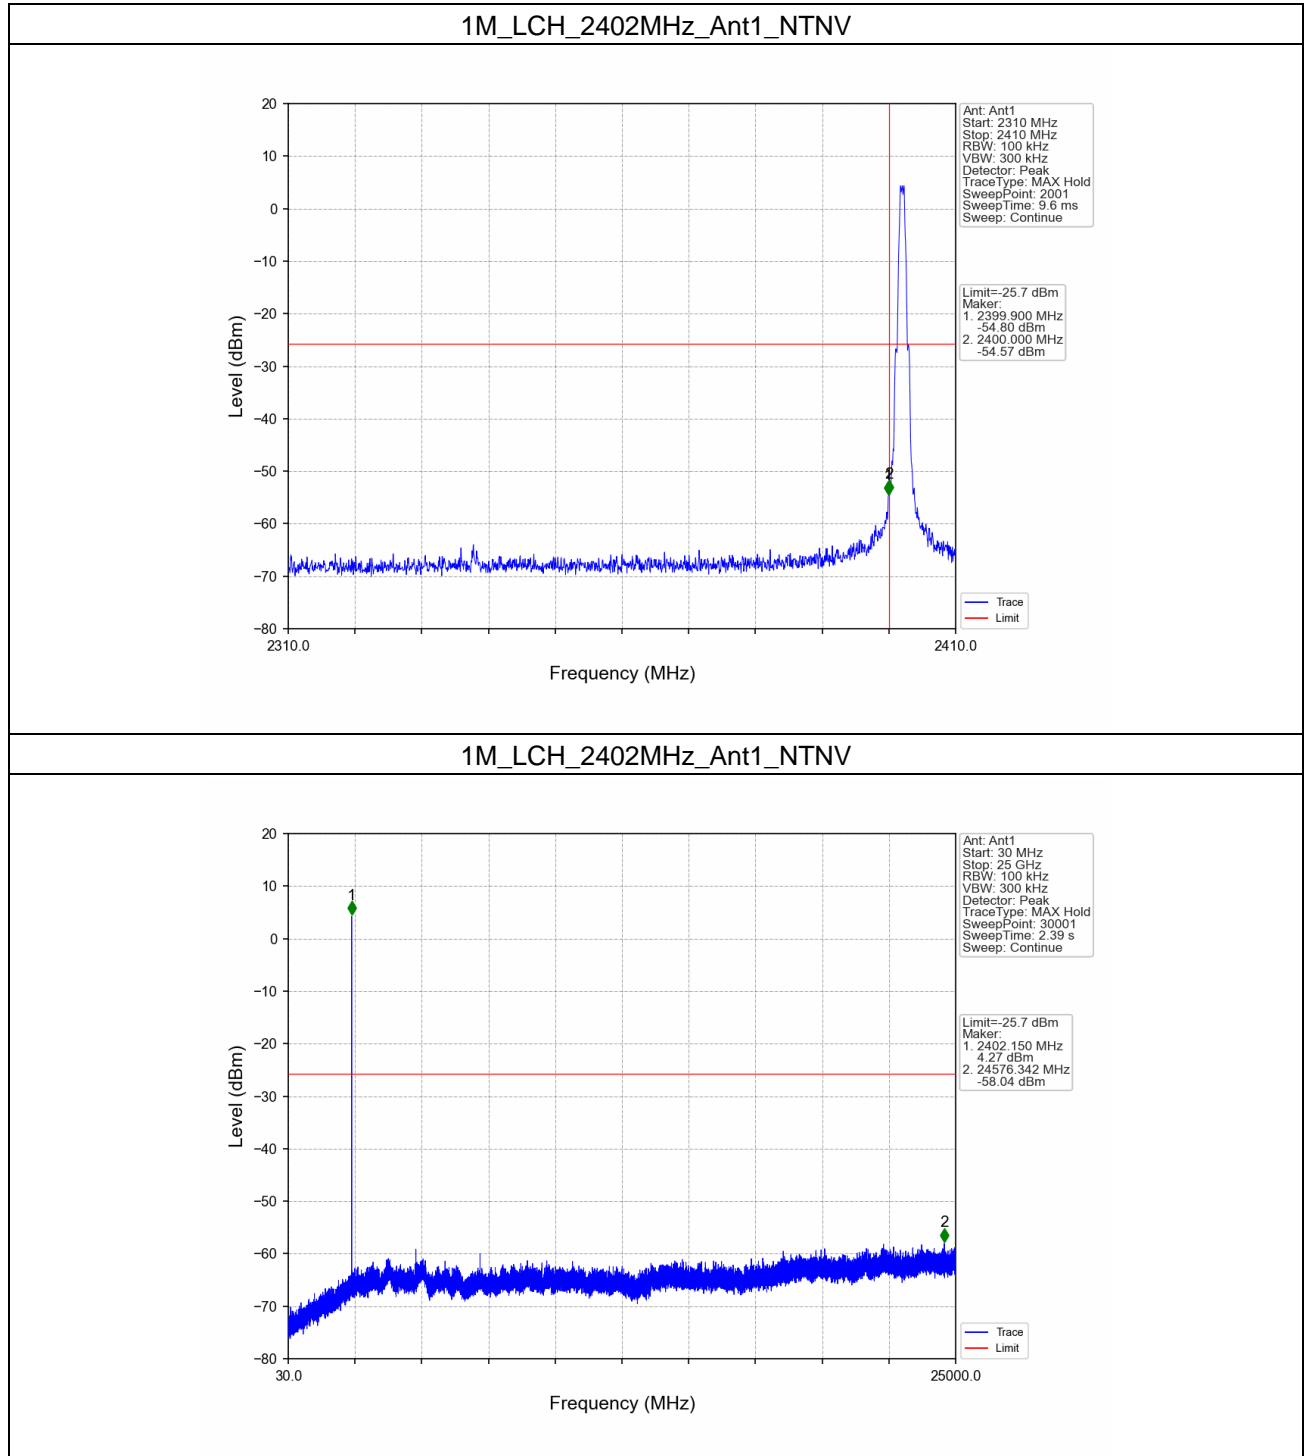 1M_LCH_2402MHz_Ant1_NTNV
20
10
0
−10
−20
−30
−40
−50
−60
−70
−80
Level (dBm)
2310.0
2410.0
Frequency (MHz)
2
Ant: Ant1
Start: 2310 MHz
Stop: 2410 MHz
RBW: 100 kHz
VBW: 300 kHz
Detector: Peak
TraceType: MAX Hold
SweepPoint: 2001
SweepTime: 9.6 ms
Sweep: Continue
Limit=-25.7 dBm
Maker:
1. 2399.900 MHz
-54.80 dBm
2. 2400.000 MHz
-54.57 dBm
Trace
Limit
1M_LCH_2402MHz_Ant1_NTNV
20
10
0
−10
−20
−30
−40
−50
−60
−70
−80
Level (dBm)
30.0
25000.0
Frequency (MHz)
1
2
Ant: Ant1
Start: 30 MHz
Stop: 25 GHz
RBW: 100 kHz
VBW: 300 kHz
Detector: Peak
TraceType: MAX Hold
SweepPoint: 30001
SweepTime: 2.39 s
Sweep: Continue
Limit=-25.7 dBm
Maker:
1. 2402.150 MHz
4.27 dBm
2. 24576.342 MHz
-58.04 dBm
Trace
Limit